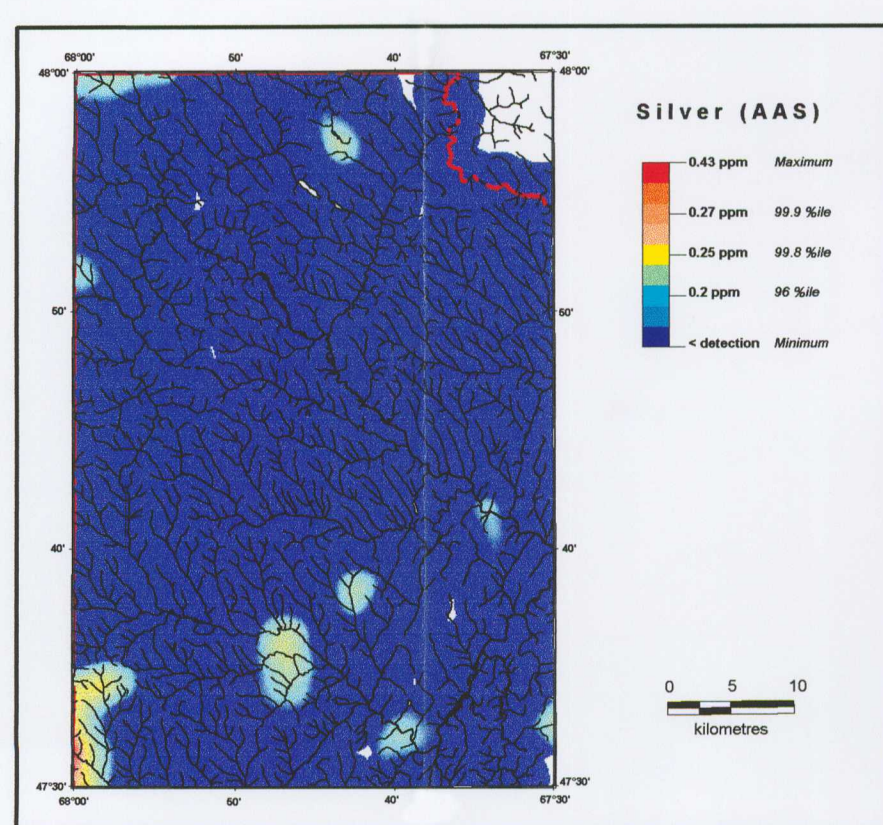 68°00'
50'
40'
67°30'
48°00'
48°00'
Silver (AAS)
0.43 ppm Maximum
0.27 ppm 99.9 %ile
0.25 ppm 99.8 %ile
0.2 ppm 96 %ile
< detection Minimum
50'
50'
40'
40'
0 5 10
kilometres
47°30'
47°30'
68°00'
50'
40'
67°30'